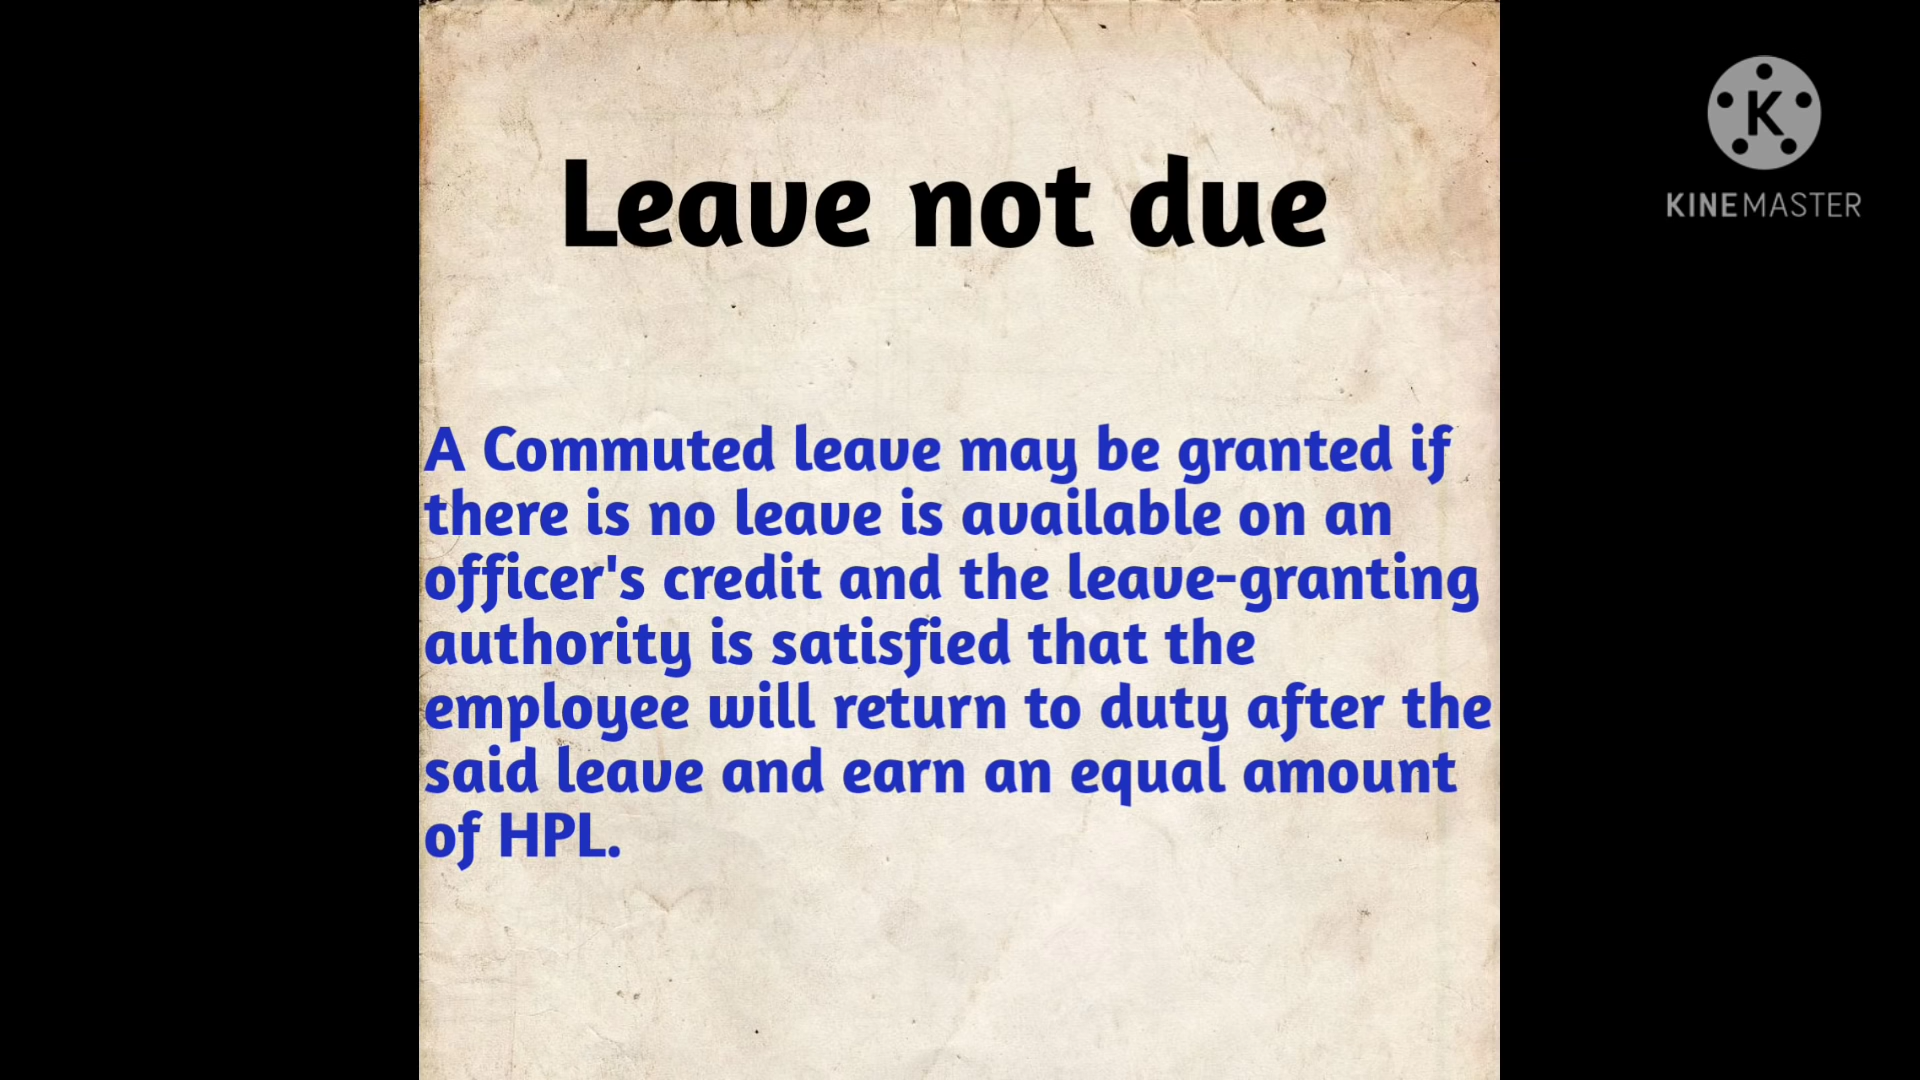 Leave not due
K
KINEMASTER
A Commuted leave may be granted if
there is no leave is available on an
officer's credit and the leave-granting
authority is satisfied that the
employee will return to duty after the
said leave and earn an equal amount
of HPL.